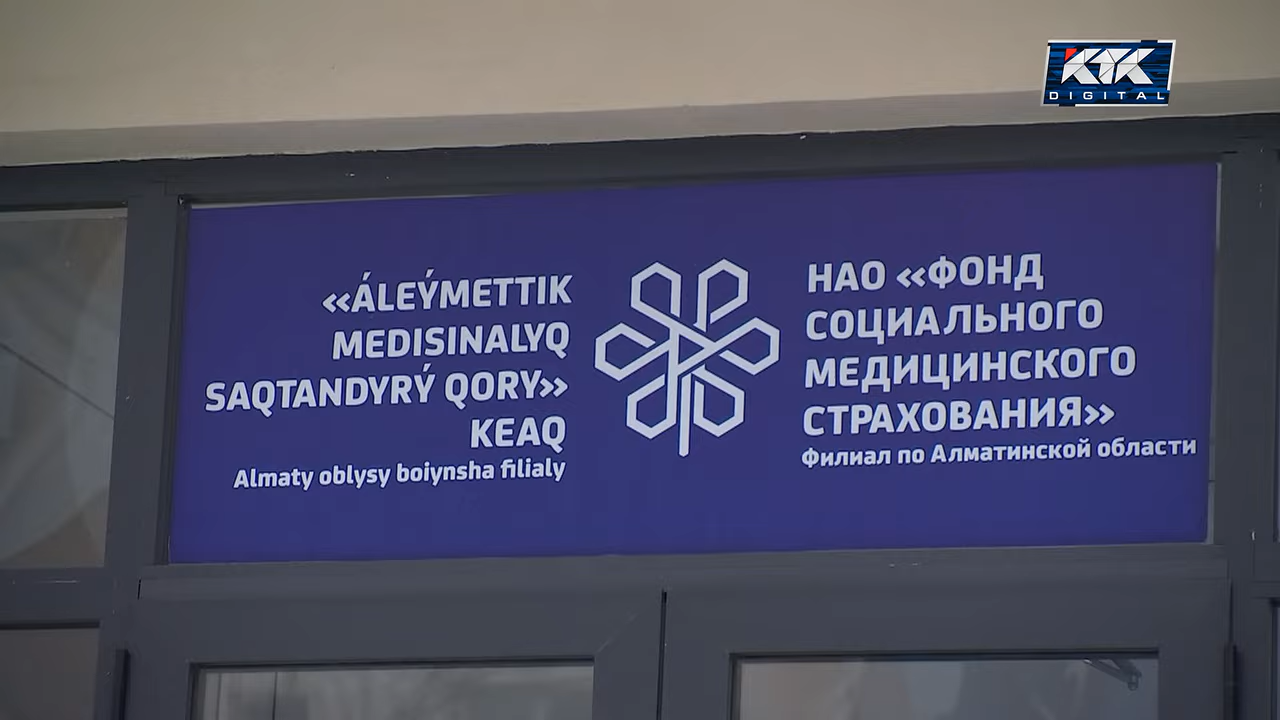 КТК
DIGITAL
«ÁLEÝMETTIK
MEDISINALYQ
SAQTANDYRÝ QORY»
KEAQ
Almaty oblysy boiynsha filialy
НАО «ФОНД
СОЦИАЛЬНОГО
МЕДИЦИНСКОГО
СТРАХОВАНИЯ»
Филиал по Алматинской области